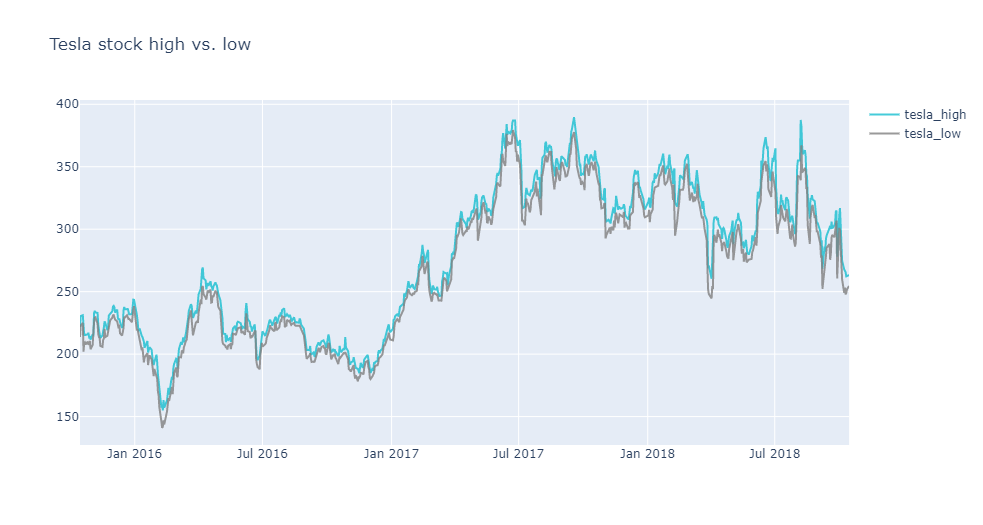 Tesla stock high vs. low
400
350
300
250
200
150
Jan 2016
Jul 2016
Jan 2017
Jul 2017
Jan 2018
Jul 2018
tesla_high
tesla_low